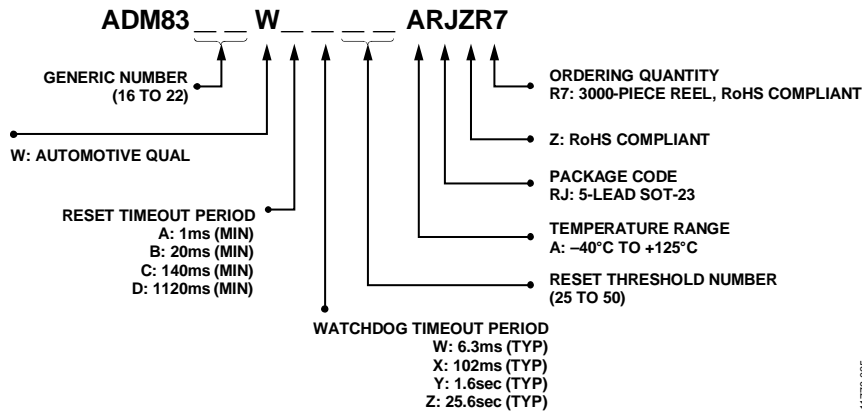 ADM83_ _ W_ _ _ _ ARJZR7
GENERIC NUMBER
(16 TO 22)
W: AUTOMOTIVE QUAL
RESET TIMEOUT PERIOD
A: 1ms (MIN)
B: 20ms (MIN)
C: 140ms (MIN)
D: 1120ms (MIN)
WATCHDOG TIMEOUT PERIOD
W: 6.3ms (TYP)
X: 102ms (TYP)
Y: 1.6sec (TYP)
Z: 25.6sec (TYP)
ORDERING QUANTITY
R7: 3000-PIECE REEL, RoHS COMPLIANT
Z: RoHS COMPLIANT
PACKAGE CODE
RJ: 5-LEAD SOT-23
TEMPERATURE RANGE
A: –40°C TO +125°C
RESET THRESHOLD NUMBER
(25 TO 50)